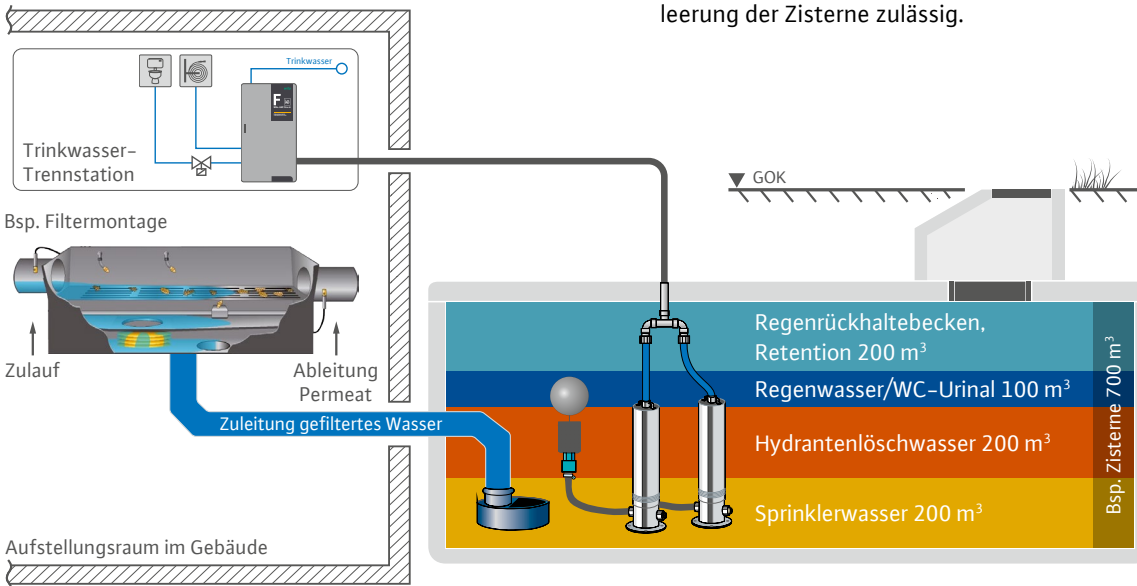 leerung der Zisterne zulässig.
Trinkwasser
F
Trinkwasser–
Trennstation
GOK
Bsp. Filtermontage
Zulauf
Ableitung
Permeat
Zuleitung gefiltertes Wasser
Regenrückhaltebecken,
Retention 200 m³
Regenwasser/WC–Urinal 100 m³
Hydrantenlöschwasser 200 m³
Sprinklerwasser 200 m³
Bsp. Zisterne 700 m³
Aufstellungsraum im Gebäude